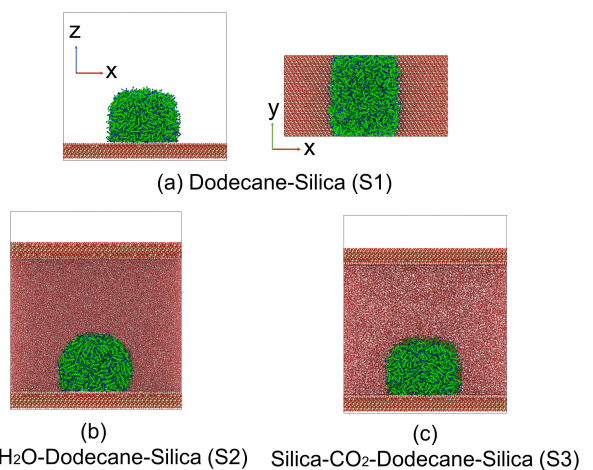 z
x
y
x
(a) Dodecane-Silica (S1)
(b)
(c)
H₂O-Dodecane-Silica (S2)
Silica-CO₂-Dodecane-Silica (S3)